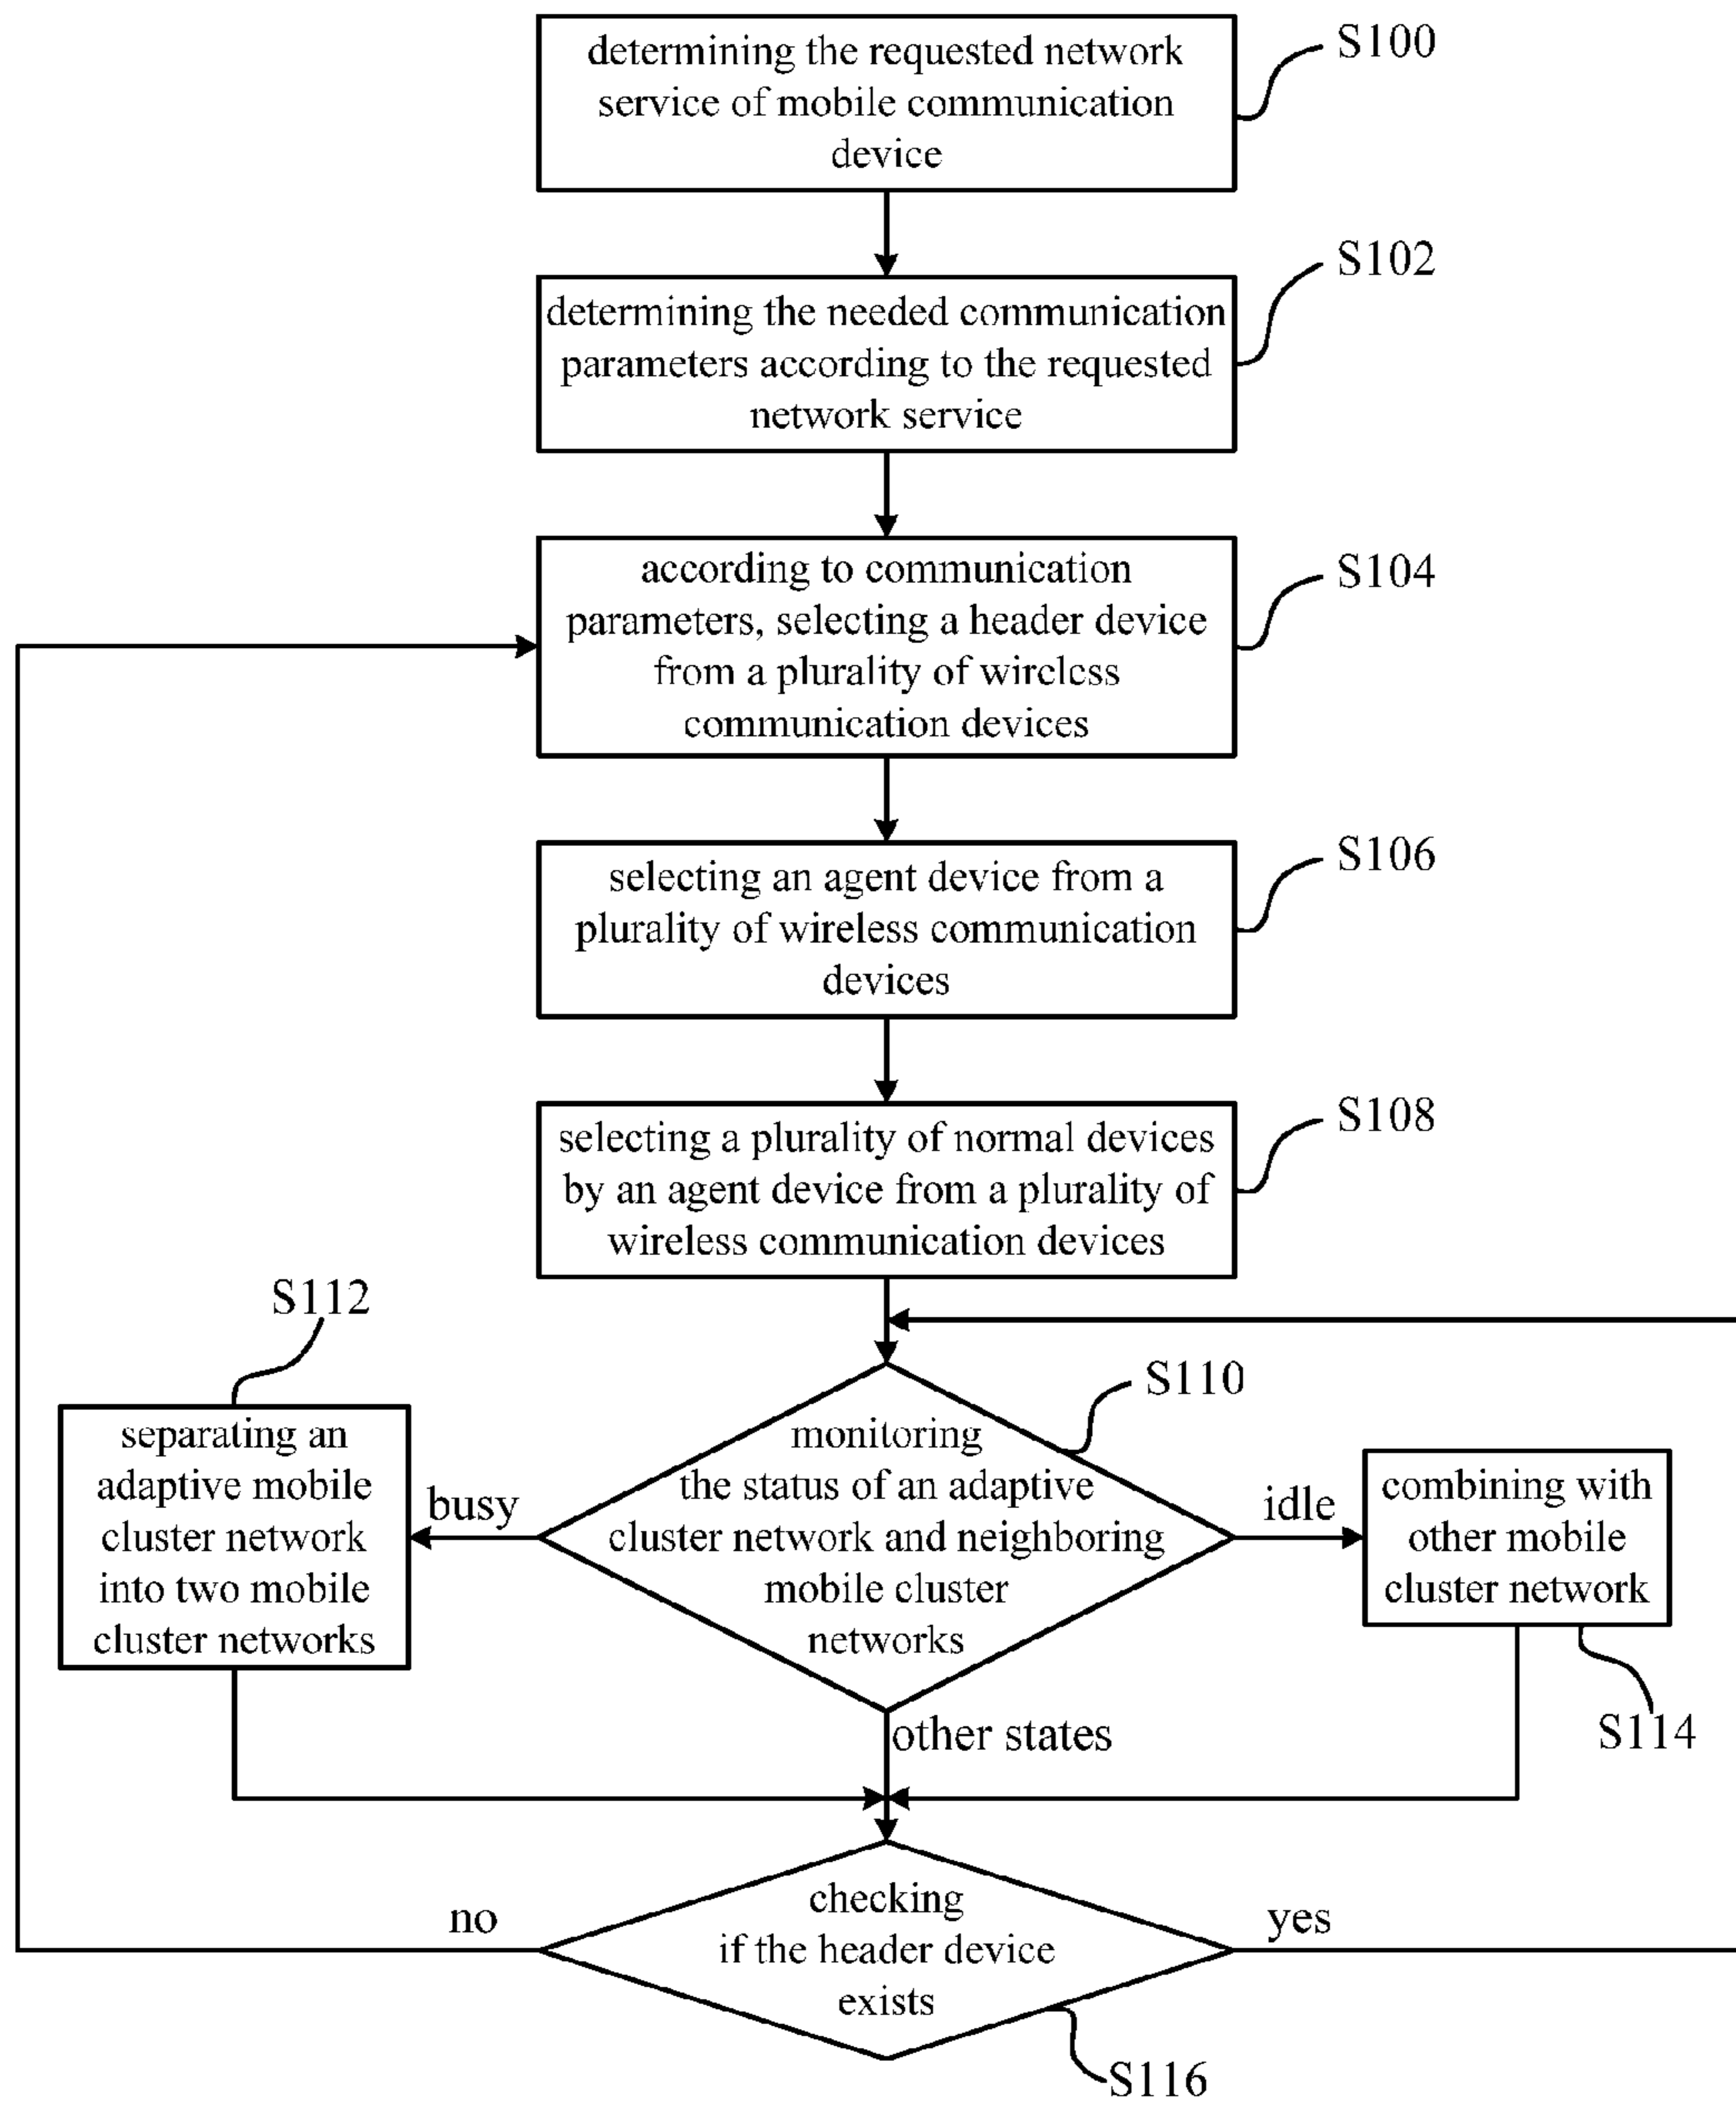 determining the requested network
service of mobile communication
device
S100
determining the needed communication
parameters according to the requested
network service
S102
according to communication
parameters, selecting a header device
from a plurality of wireless
communication devices
S104
selecting an agent device from a
plurality of wireless communication
devices
S106
selecting a plurality of normal devices
by an agent device from a plurality of
wireless communication devices
S108
S112
separating an
adaptive mobile
cluster network
into two mobile
cluster networks
busy
S110
monitoring
the status of an adaptive
cluster network and neighboring
mobile cluster
networks
idle
combining with
other mobile
cluster network
S114
other states
no
checking
if the header device
exists
yes
S116